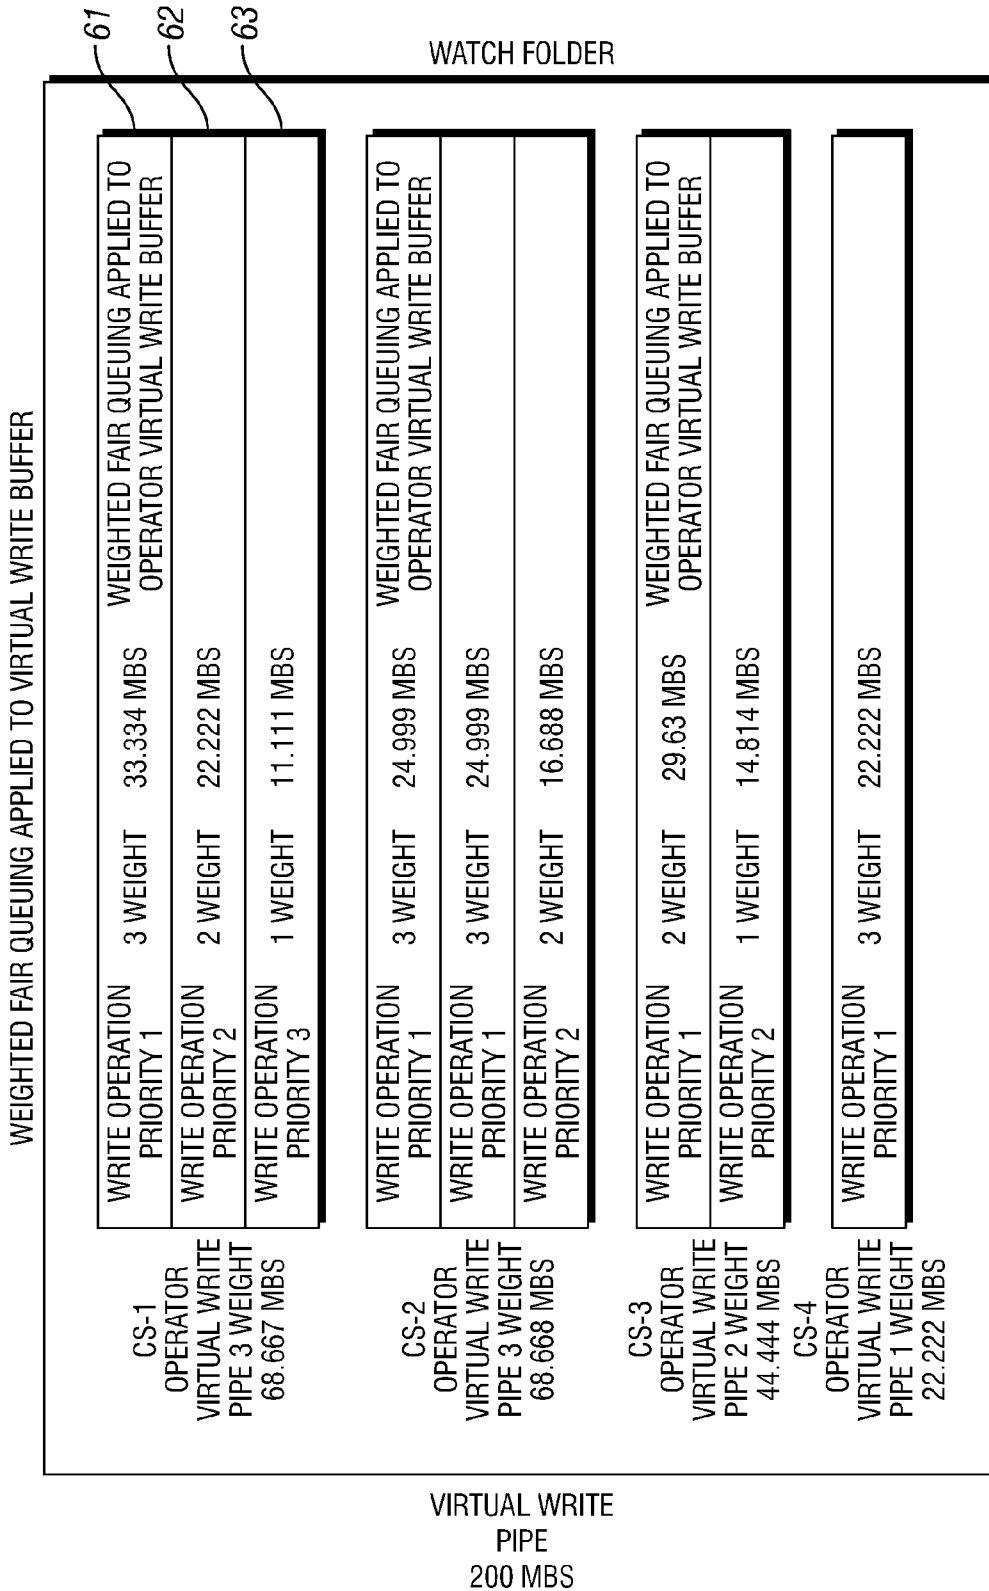 WEIGHTED FAIR QUEUING APPLIED TO VIRTUAL WRITE BUFFER
WATCH FOLDER
61
62
63
CS-1
OPERATOR
VIRTUAL WRITE
PIPE 3 WEIGHT
68.667 MBS
WRITE OPERATION
PRIORITY 1
3 WEIGHT
33.334 MBS
WEIGHTED FAIR QUEUING APPLIED TO
OPERATOR VIRTUAL WRITE BUFFER
WRITE OPERATION
PRIORITY 2
2 WEIGHT
22.222 MBS
WRITE OPERATION
PRIORITY 3
1 WEIGHT
11.111 MBS
CS-2
OPERATOR
VIRTUAL WRITE
PIPE 3 WEIGHT
68.668 MBS
WRITE OPERATION
PRIORITY 1
3 WEIGHT
24.999 MBS
WEIGHTED FAIR QUEUING APPLIED TO
OPERATOR VIRTUAL WRITE BUFFER
WRITE OPERATION
PRIORITY 1
3 WEIGHT
24.999 MBS
WRITE OPERATION
PRIORITY 2
2 WEIGHT
16.688 MBS
CS-3
OPERATOR
VIRTUAL WRITE
PIPE 2 WEIGHT
44.444 MBS
WRITE OPERATION
PRIORITY 1
2 WEIGHT
29.63 MBS
WEIGHTED FAIR QUEUING APPLIED TO
OPERATOR VIRTUAL WRITE BUFFER
WRITE OPERATION
PRIORITY 2
1 WEIGHT
14.814 MBS
CS-4
OPERATOR
VIRTUAL WRITE
PIPE 1 WEIGHT
22.222 MBS
WRITE OPERATION
PRIORITY 1
3 WEIGHT
22.222 MBS
VIRTUAL WRITE
PIPE
200 MBS